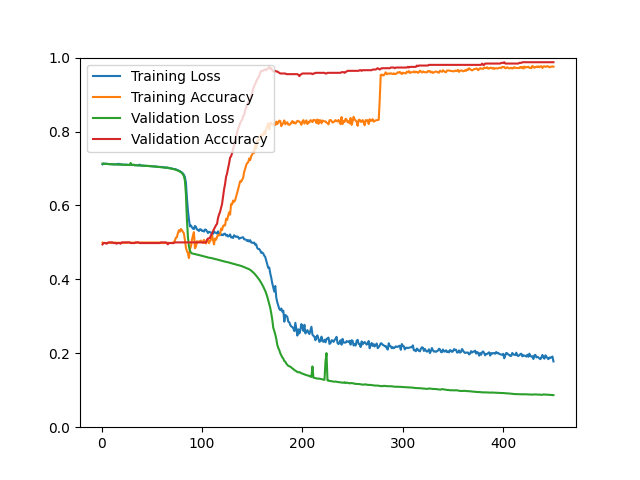 1.0
0.8
0.6
0.4
0.2
0.0
Training Loss
Training Accuracy
Validation Loss
Validation Accuracy
0 100 200 300 400